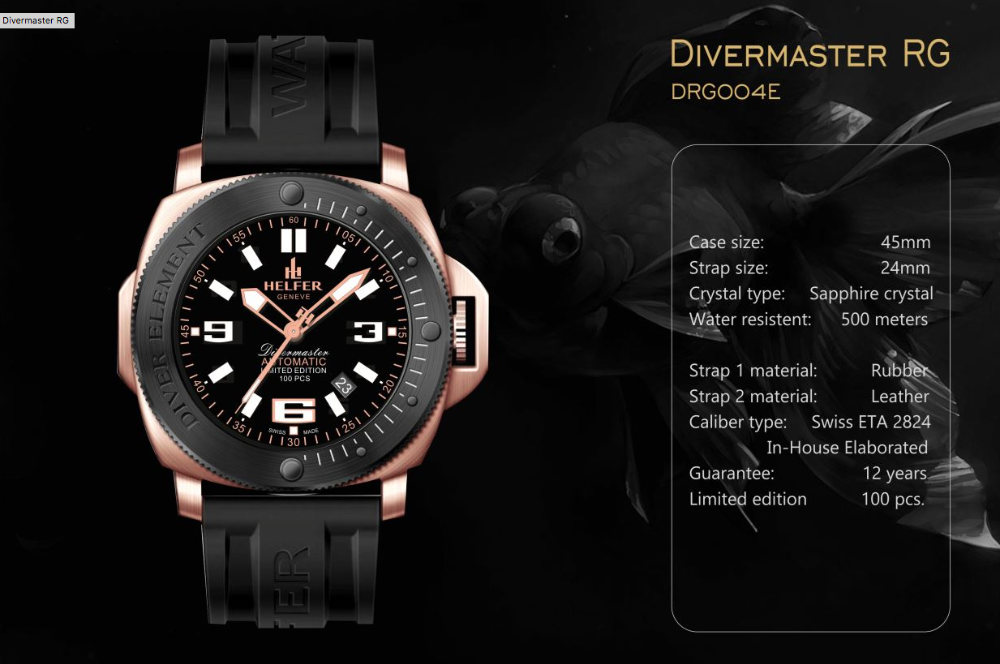 Divermaster RG
DIVERMASTER RG
DRG004E
WA
60
55
05
50
DIVER ELEMENT
HELFER
GENEVE
45
9
3
15
Divermaster
AUTOMATIC
LIMITED EDITION
100 PCS
40
23
20
6
35
SWISS MADE
25
30
FER
Case size: 45mm
Strap size: 24mm
Crystal type: Sapphire crystal
Water resistent: 500 meters
Strap 1 material: Rubber
Strap 2 material: Leather
Caliber type: Swiss ETA 2824
In-House Elaborated
Guarantee: 12 years
Limited edition 100 pcs.